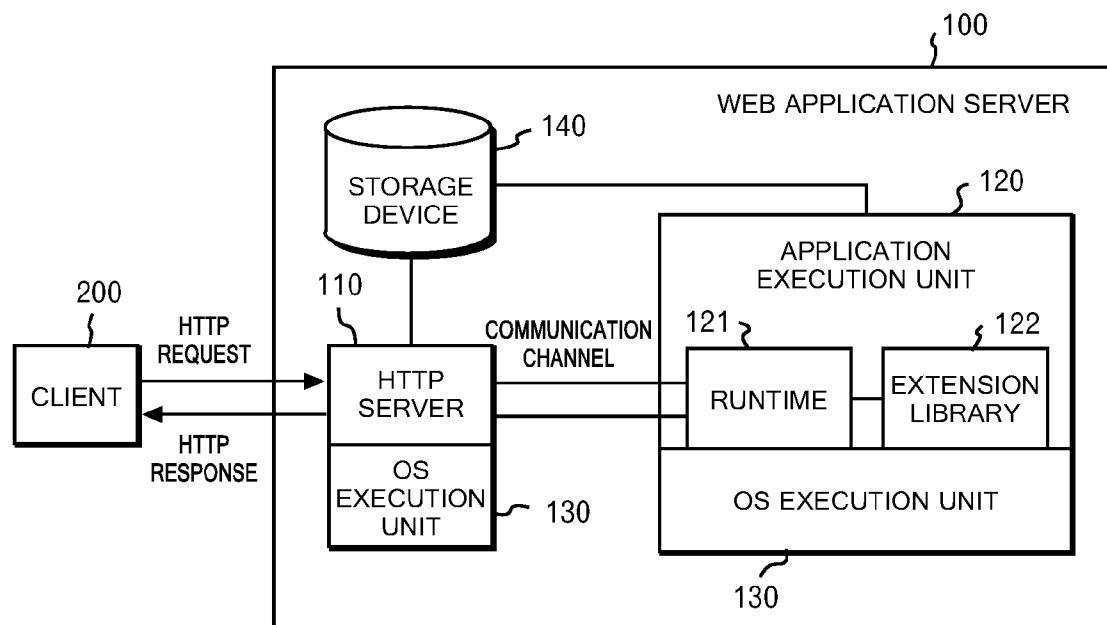 100
WEB APPLICATION SERVER
140
STORAGE
DEVICE
120
APPLICATION
EXECUTION UNIT
110
200
HTTP
REQUEST
COMMUNICATION
CHANNEL
121
122
CLIENT
HTTP
SERVER
RUNTIME
EXTENSION
LIBRARY
HTTP
RESPONSE
OS
EXECUTION
UNIT
130
OS EXECUTION UNIT
130